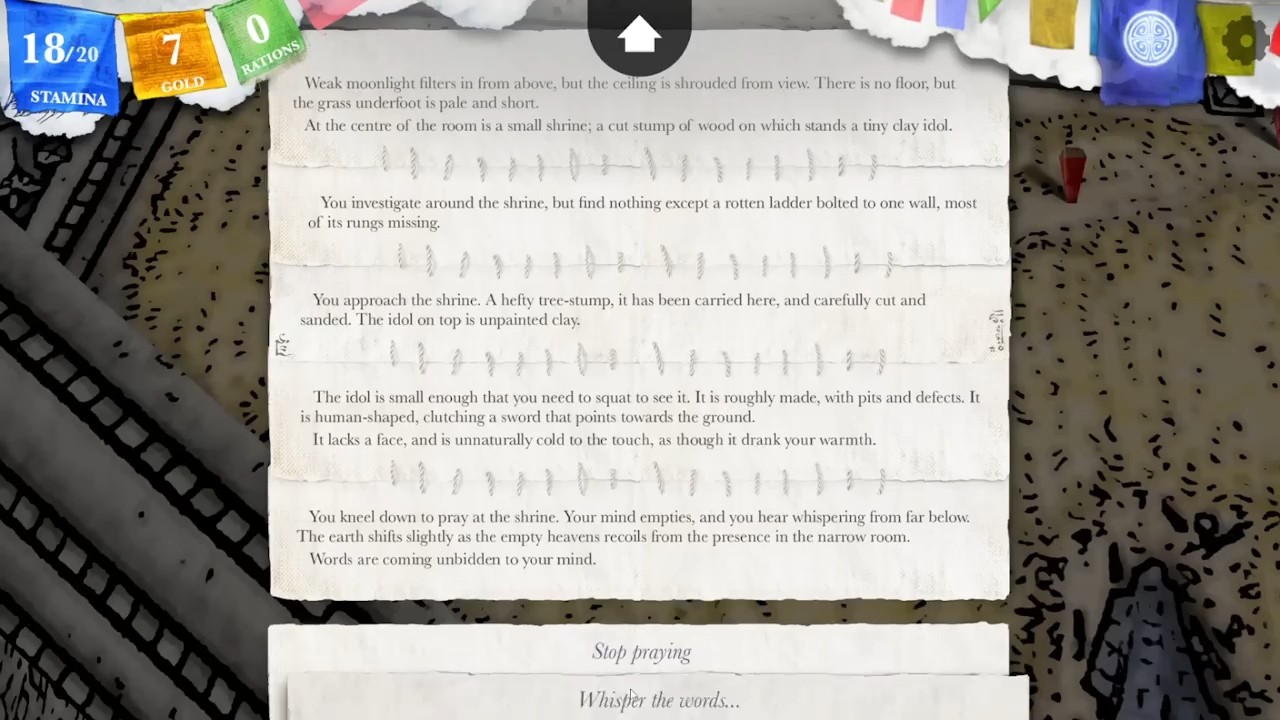 18/20
STAMINA
7
GOLD
0
RATIONS
Weak moonlight filters in from above, but the ceiling is shrouded from view. There is no floor, but
the grass underfoot is pale and short.
At the centre of the room is a small shrine; a cut stump of wood on which stands a tiny clay idol.
You investigate around the shrine, but find nothing except a rotten ladder bolted to one wall, most
of its rungs missing.
You approach the shrine. A hefty tree-stump, it has been carried here, and carefully cut and
sanded. The idol on top is unpainted clay.
The idol is small enough that you need to squat to see it. It is roughly made, with pits and defects. It
is human-shaped, clutching a sword that points towards the ground.
It lacks a face, and is unnaturally cold to the touch, as though it drank your warmth.
You kneel down to pray at the shrine. Your mind empties, and you hear whispering from far below.
The earth shifts slightly as the empty heavens recoils from the presence in the narrow room.
Words are coming unbidden to your mind.
Stop praying
Whisper the words...